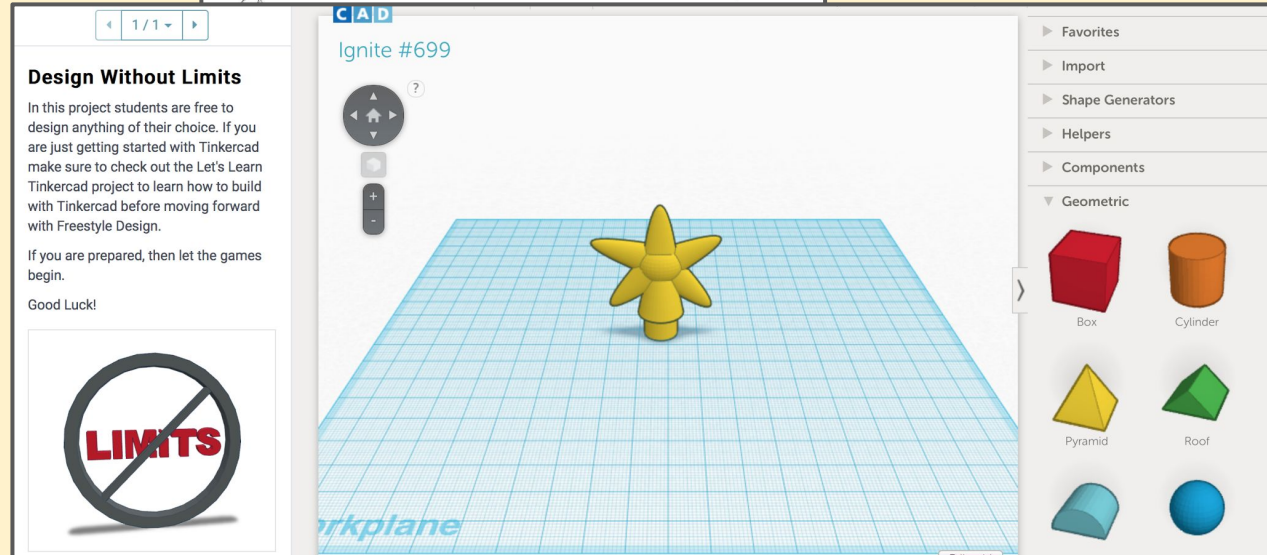 1 / 1
Design Without Limits
In this project students are free to
design anything of their choice. If you
are just getting started with Tinkercad
make sure to check out the Let's Learn
Tinkercad project to learn how to build
with Tinkercad before moving forward
with Freestyle Design.
If you are prepared, then let the games
begin.
Good Luck!
LIMITS
CAD
Ignite #699
?
+
-
rkplane
Favorites
Import
Shape Generators
Helpers
Components
Geometric
Box
Cylinder
Pyramid
Roof